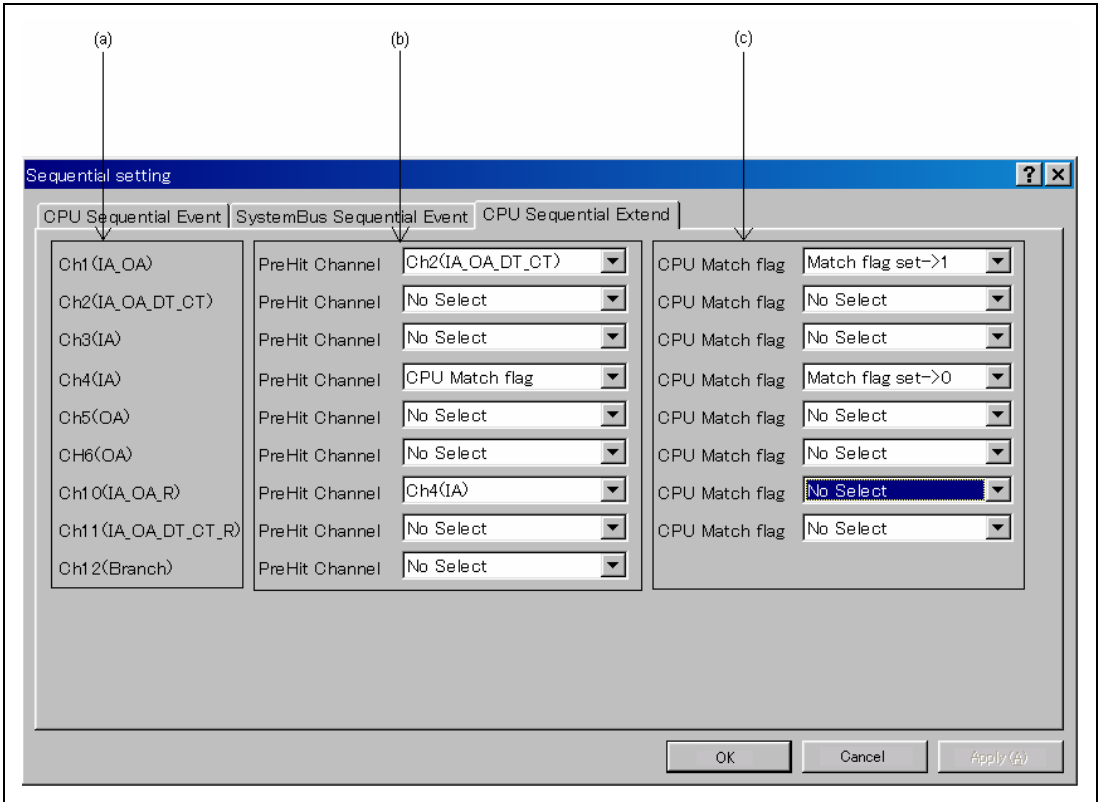 (a) (b) (c)
Sequential setting
CPU Sequential Event SystemBus Sequential Event CPU Sequential Extend
Ch1(IA_OA) PreHit Channel Ch2(IA_OA_DT_CT) CPU Match flag Match flag set->1
Ch2(IA_OA_DT_CT) PreHit Channel No Select CPU Match flag No Select
Ch3(IA) PreHit Channel No Select CPU Match flag No Select
Ch4(IA) PreHit Channel CPU Match flag CPU Match flag Match flag set->0
Ch5(OA) PreHit Channel No Select CPU Match flag No Select
CH6(OA) PreHit Channel No Select CPU Match flag No Select
Ch10(IA_OA_R) PreHit Channel Ch4(IA) CPU Match flag No Select
Ch11(IA_OA_DT_CT_R) PreHit Channel No Select CPU Match flag No Select
Ch12(Branch) PreHit Channel No Select
OK Cancel Apply(A)